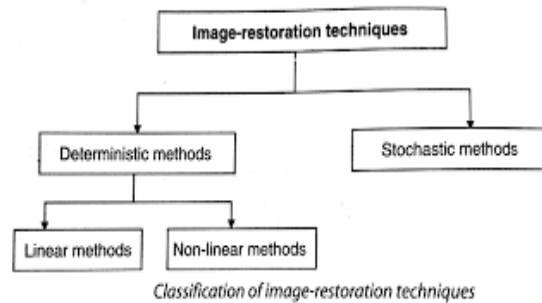 Image-restoration techniques
Deterministic methods
Stochastic methods
Linear methods
Non-linear methods
Classification of image-restoration techniques